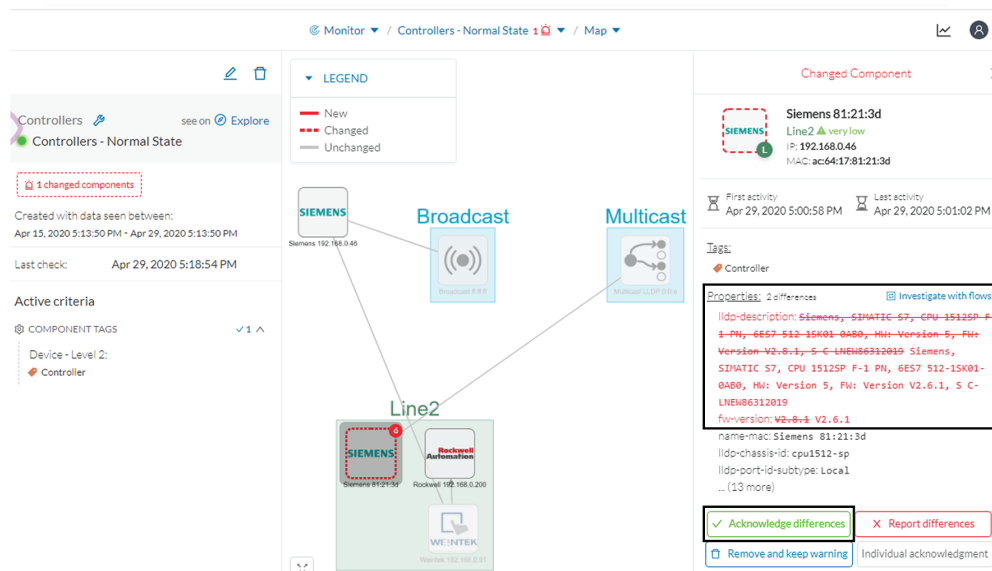 Monitor / Controllers - Normal State 1 / Map
Controllers see on Explore
Controllers - Normal State
1 changed components
Created with data seen between:
Apr 15, 2020 5:13:50 PM - Apr 29, 2020 5:13:50 PM
Last check: Apr 29, 2020 5:18:54 PM
Active criteria
COMPONENT TAGS 1
Device - Level 2:
Controller
LEGEND
New
Changed
Unchanged
SIEMENS
Siemens 192.168.0.46
Broadcast
Multicast
Line2
SIEMENS
6
Siemens 81:21:3d
Rockwell
Automation
Rockwell 192.168.0.200
WEINTEK
Changed Component
SIEMENS
L
Siemens 81:21:3d
Line2 very low
IP: 192.168.0.46
MAC: ac:64:17:81:21:3d
First activity
Apr 29, 2020 5:00:58 PM
Last activity
Apr 29, 2020 5:01:02 PM
Tags:
Controller
Properties: 2 differences Investigate with flows
lldp-description: Siemens, SIMATIC S7, CPU 1512SP F-
1 PN, 6ES7 512-1SK01-0AB0, HW: Version 5, FW:
Version V2.8.1, S C-LNEW86312019 Siemens,
SIMATIC S7, CPU 1512SP F-1 PN, 6ES7 512-1SK01-
0AB0, HW: Version 5, FW: Version V2.6.1, S C-
LNEW86312019
fw-version: V2.8.1 V2.6.1
name-mac: Siemens 81:21:3d
lldp-chassis-id: cpu1512-sp
lldp-port-id-subtype: Local
... (13 more)
Acknowledge differences
Report differences
Remove and keep warning
Individual acknowledgment